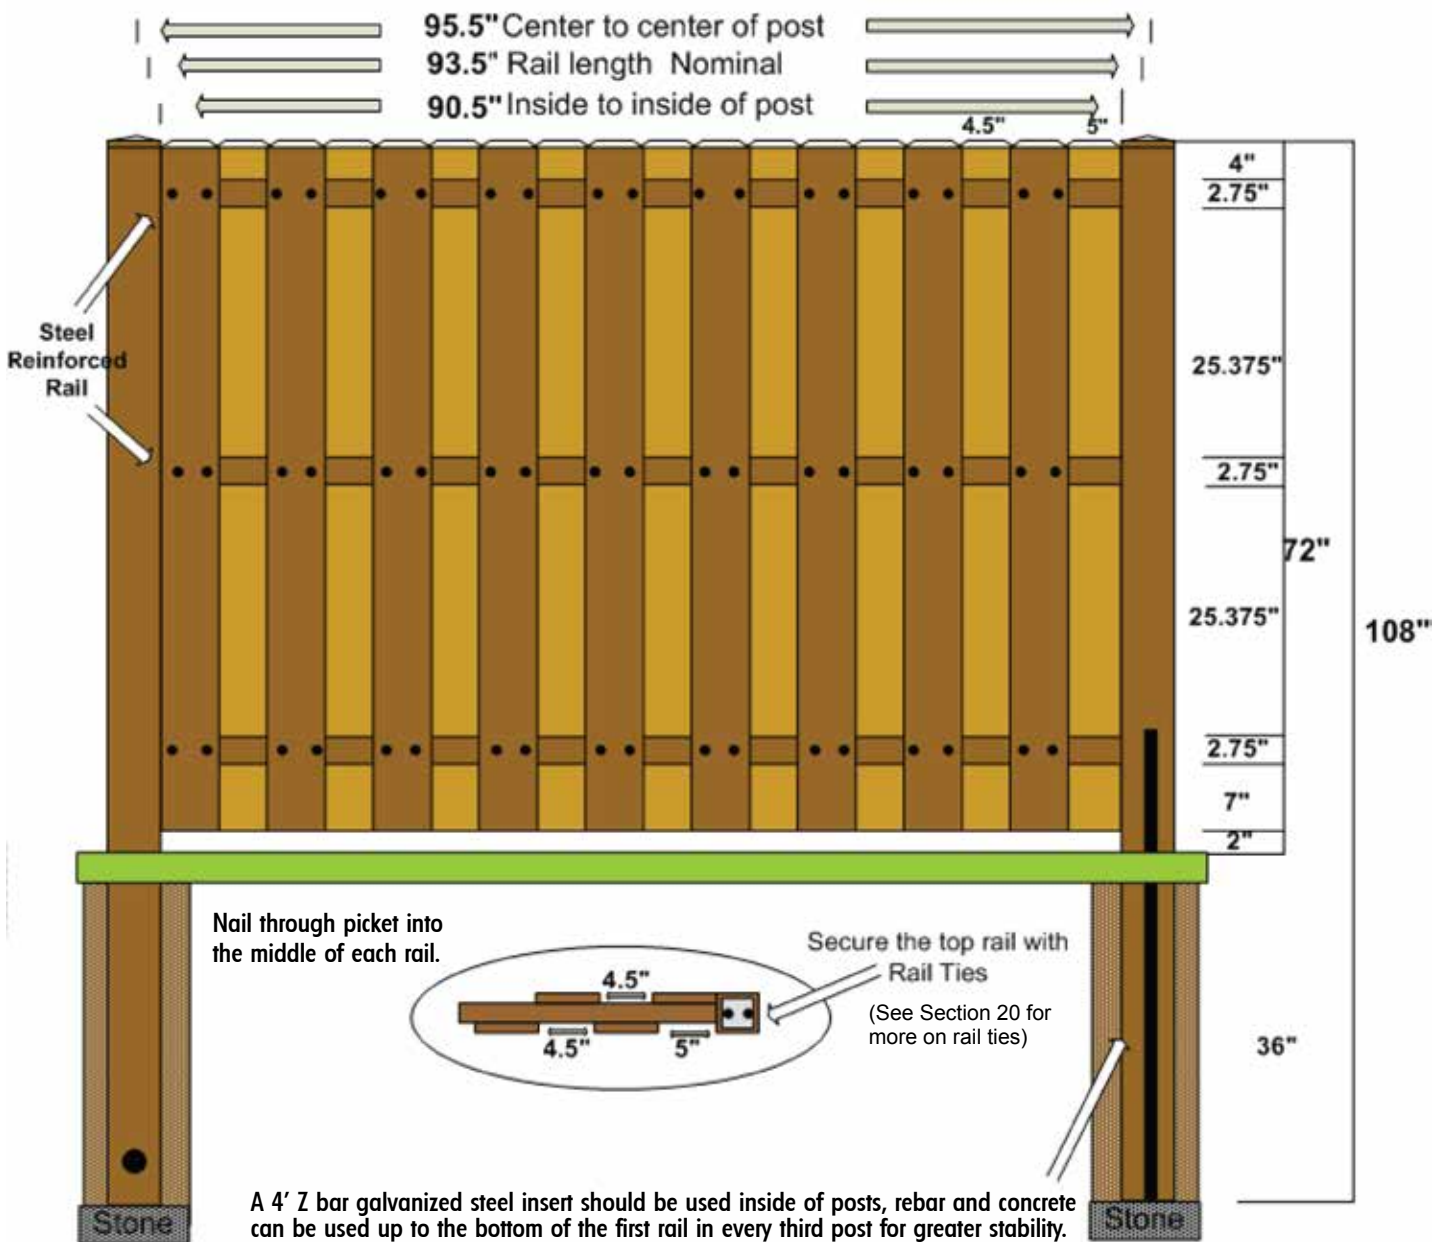 95.5" Center to center of post
93.5" Rail length Nominal
90.5" Inside to inside of post
4.5"
5"
4"
2.75"
Steel
Reinforced
Rail
25.375"
2.75"
72"
25.375"
108"
2.75"
7"
2"
Nail through picket into
the middle of each rail.
Secure the top rail with
Rail Ties
(See Section 20 for
more on rail ties)
4.5"
4.5"
5"
36"
A 4' Z bar galvanized steel insert should be used inside of posts, rebar and concrete
can be used up to the bottom of the first rail in every third post for greater stability.
Stone
Stone